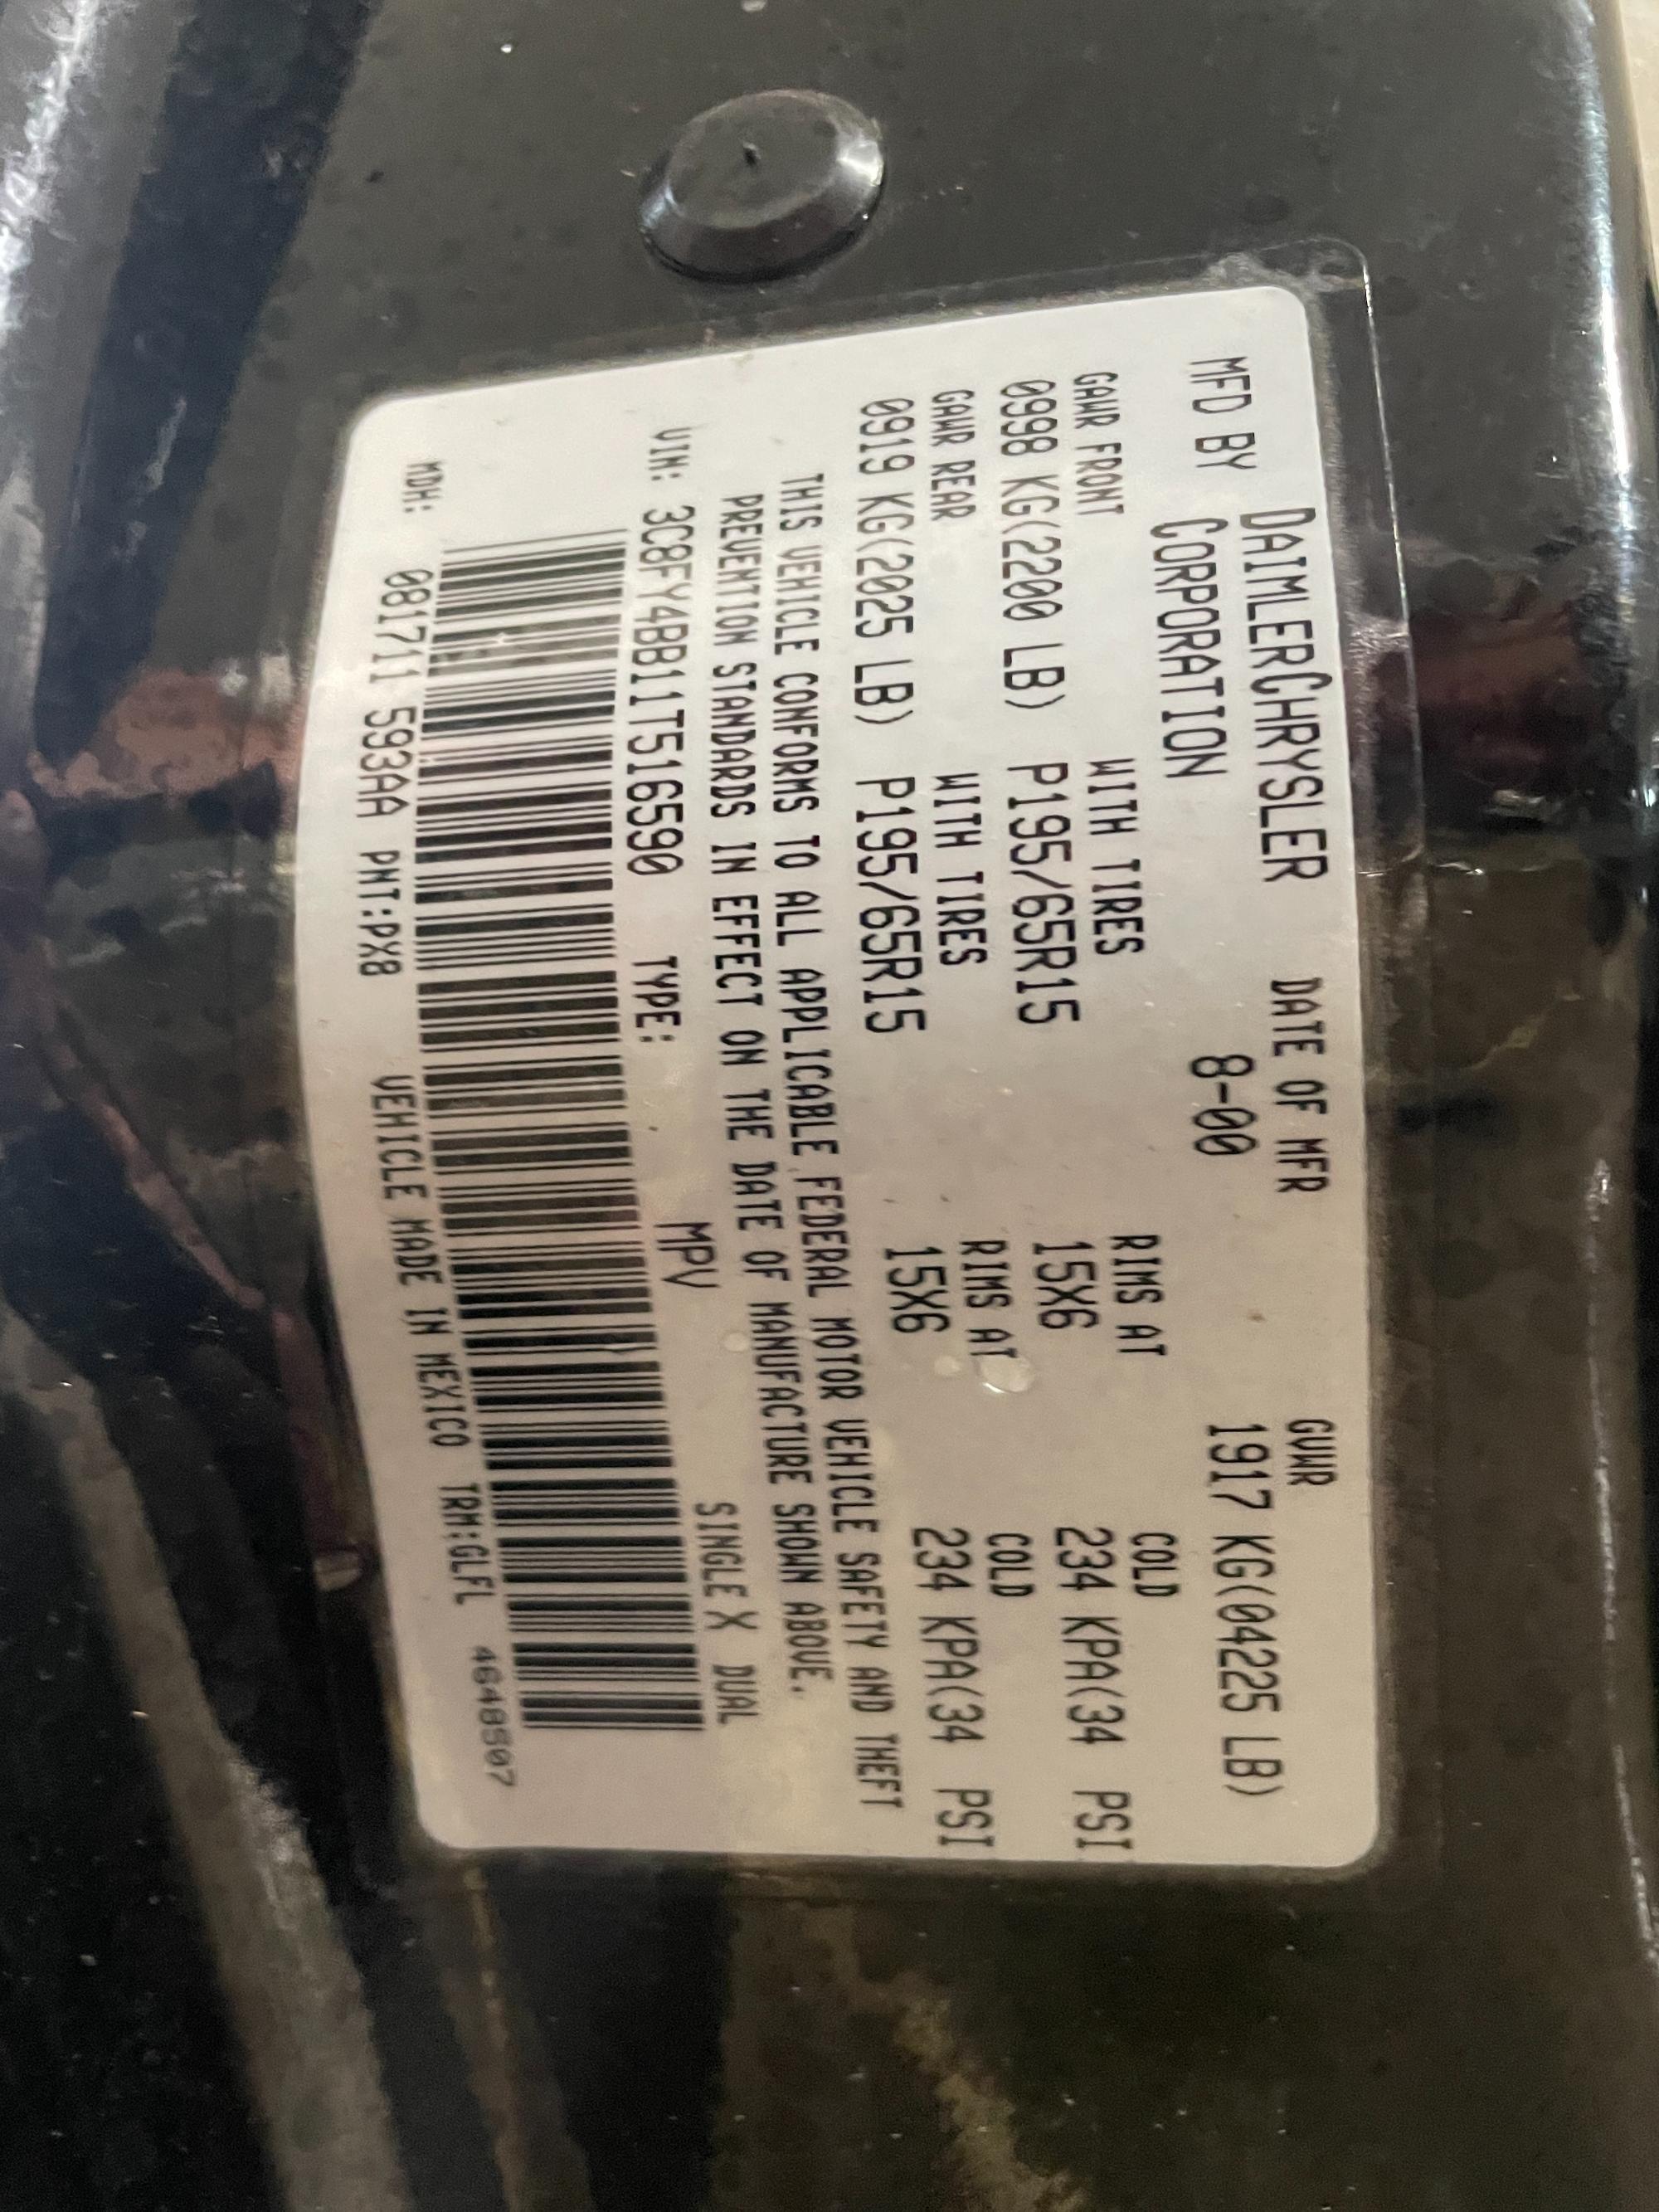 MFD BY DAIMLERCHRYSLER CORPORATION DATE OF MFR 8-00 GVWR 1917 KG(04225 LB)
GAWR FRONT WITH TIRES RIMS AT COLD
0998 KG(2200 LB) P195/65R15 15X6 234 KPA(34 PSI
GAWR REAR WITH TIRES RIMS AT COLD
0919 KG(2025 LB) P195/65R15 15X6 234 KPA(34 PSI
THIS VEHICLE CONFORMS TO ALL APPLICABLE FEDERAL MOTOR VEHICLE SAFETY AND THEFT
PREVENTION STANDARDS IN EFFECT ON THE DATE OF MANUFACTURE SHOWN ABOVE.
VIN: 3C8FY4BB11T516590 TYPE: MPV SINGLE X DUAL
MDH: 081711 593AA PNT:PX8 VEHICLE MADE IN MEXICO TRM:GLFL 4648507